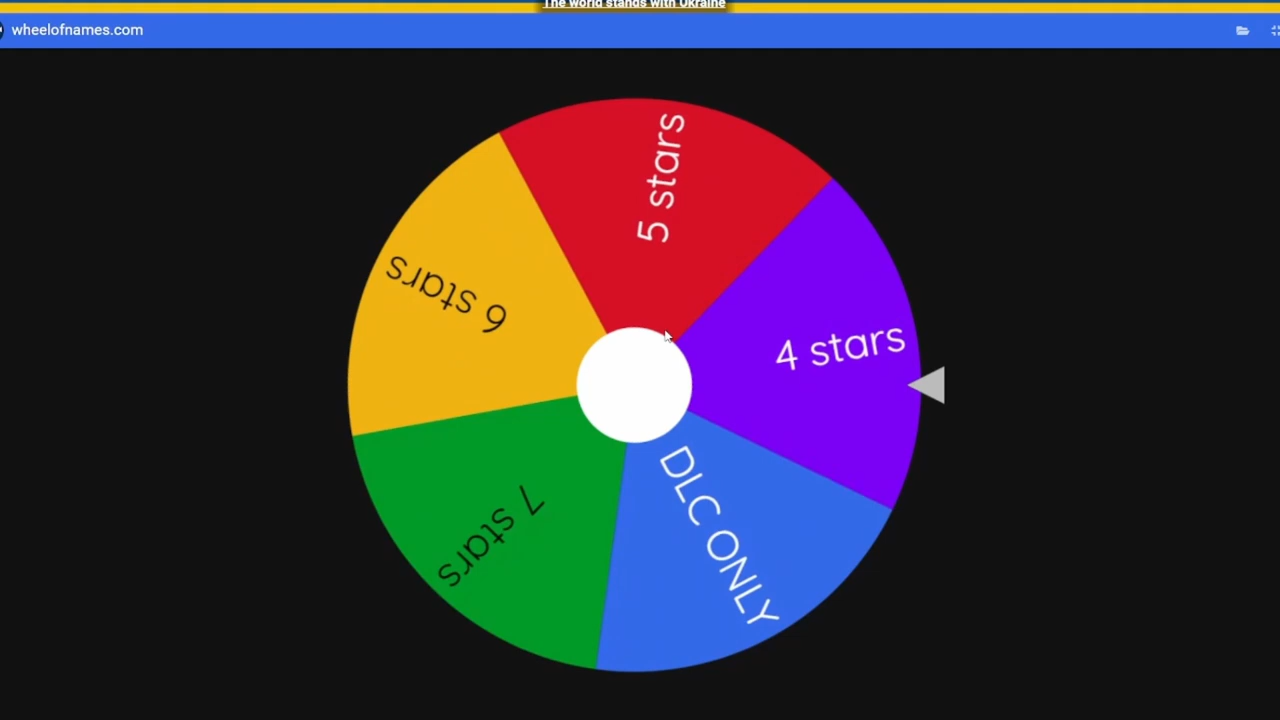 The world stands with Ukraine
wheelofnames.com
5 stars
4 stars
6 stars
7 stars
DLC ONLY